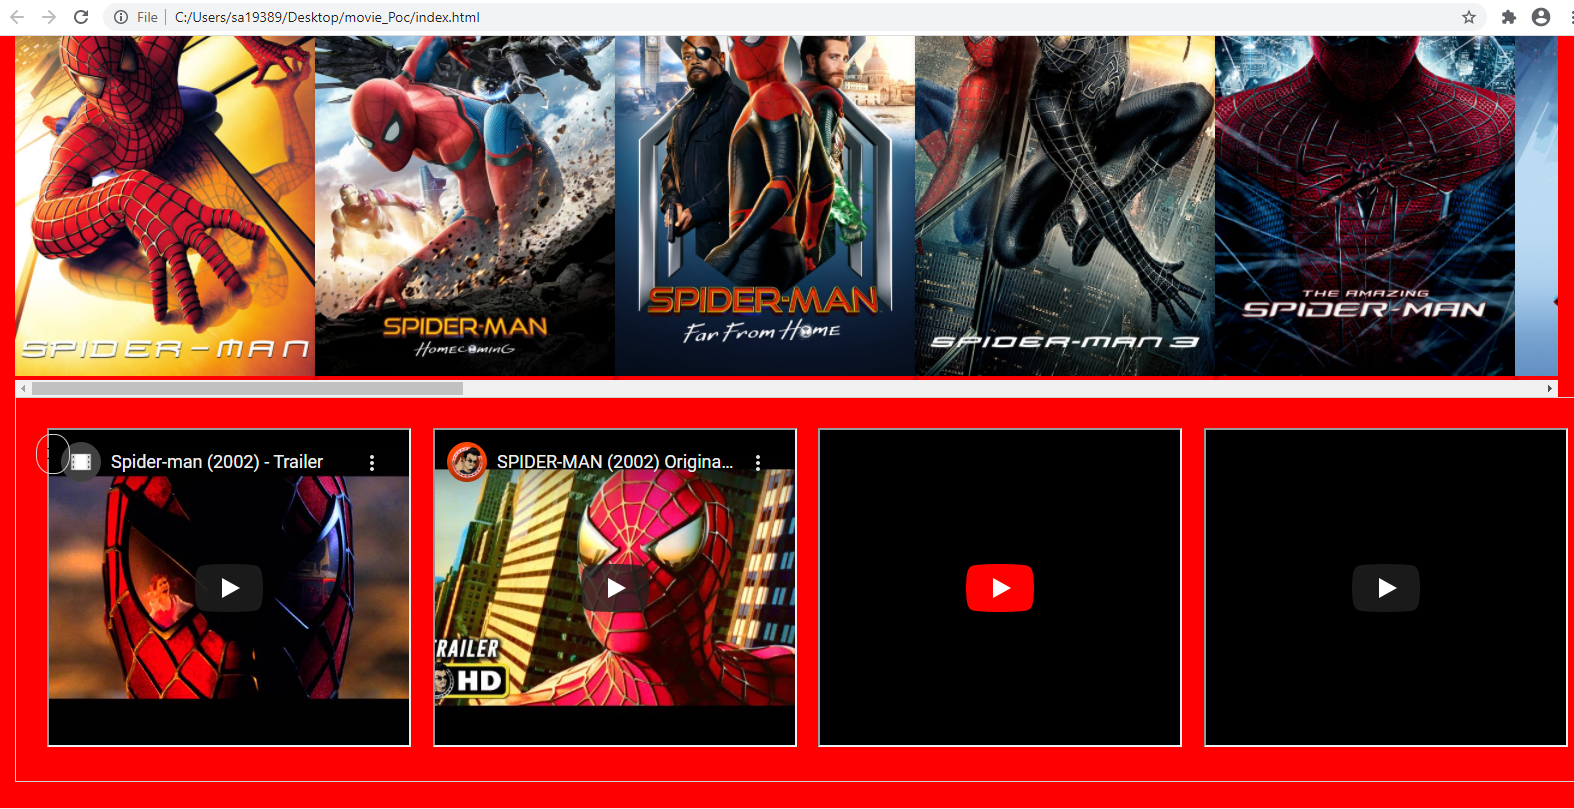 File
C:/Users/sa19389/Desktop/movie_Poc/index.html
SPIDER-MAN
SPIDER-MAN
HOMECOMING
SPIDER-MAN
Far From Home
SPIDER-MAN 3
THE AMAZING
SPIDER-MAN
Spider-man (2002) - Trailer
SPIDER-MAN (2002) Origina...
RAILER
HD